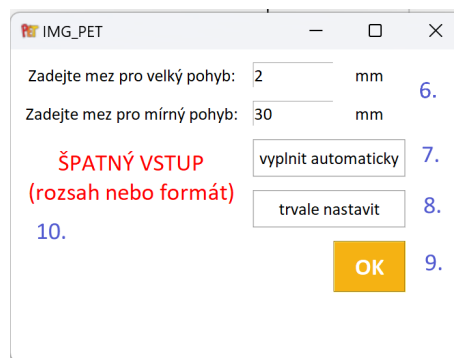 PET IMG_PET
Zadejte mez pro velký pohyb: 2 mm
6.
Zadejte mez pro mírný pohyb: 30 mm
ŠPATNÝ VSTUP
(rozsah nebo formát)
vyplnit automaticky 7.
trvale nastavit 8.
10.
OK 9.